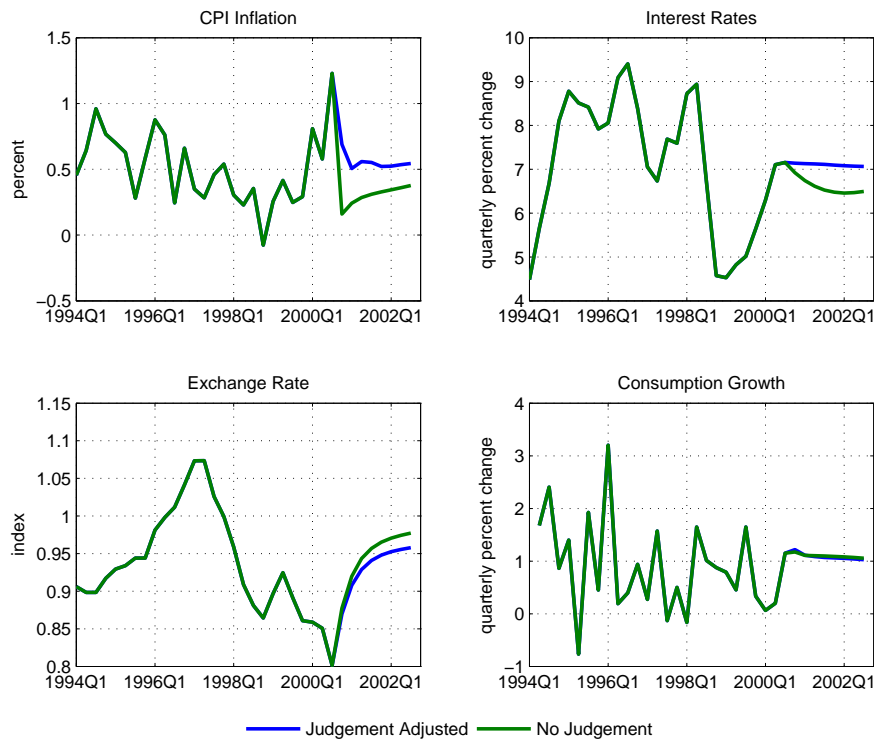 CPI Inflation
percent
1.5
1
0.5
0
−0.5
1994Q1 1996Q1 1998Q1 2000Q1 2002Q1
Interest Rates
quarterly percent change
10
9
8
7
6
5
4
1994Q1 1996Q1 1998Q1 2000Q1 2002Q1
Exchange Rate
index
1.15
1.1
1.05
1
0.95
0.9
0.85
0.8
1994Q1 1996Q1 1998Q1 2000Q1 2002Q1
Consumption Growth
quarterly percent change
4
3
2
1
0
−1
1994Q1 1996Q1 1998Q1 2000Q1 2002Q1
Judgement Adjusted No Judgement